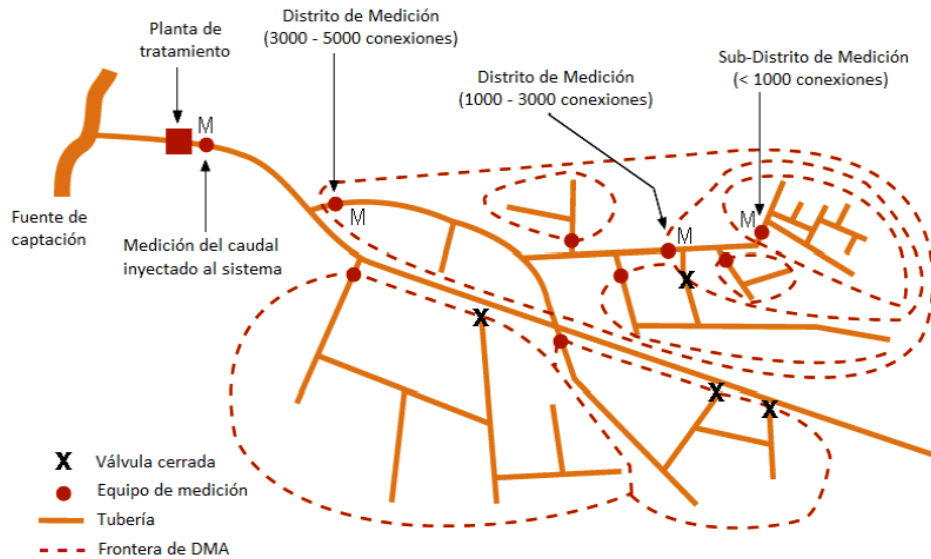 Planta de
tratamiento
Distrito de Medición
(3000 - 5000 conexiones)
Distrito de Medición
(1000 - 3000 conexiones)
Sub-Distrito de Medición
(< 1000 conexiones)
M
M
M
M
Fuente de
captación
Medición del caudal
inyectado al sistema
X
X
X
X
X Válvula cerrada
Equipo de medición
Tubería
Frontera de DMA